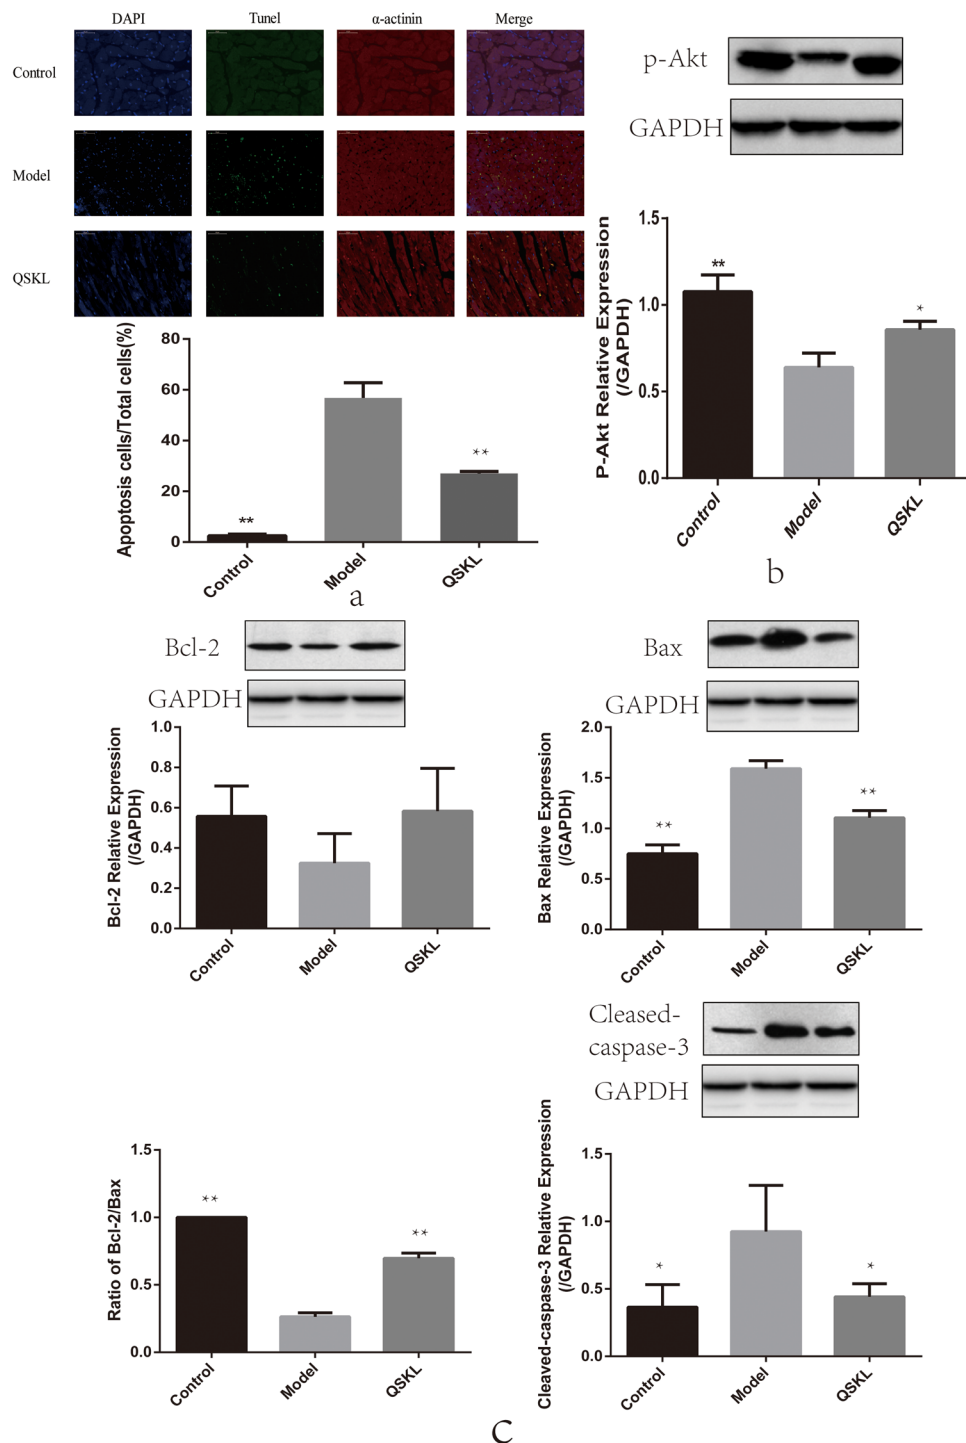 DAPI Tunel α-actinin Merge
Control
Model
QSKL
Apoptosis cells/Total cells(%)
80
60
40
20
0
**
**
Control Model QSKL
a
p-Akt
GAPDH
P-Akt Relative Expression
(/GAPDH)
1.5
1.0
0.5
0.0
**
*
Control Model QSKL
b
Bcl-2
GAPDH
Bcl-2 Relative Expression
(/GAPDH)
1.0
0.8
0.6
0.4
0.2
0.0
Control Model QSKL
Bax
GAPDH
Bax Relative Expression
(/GAPDH)
2.0
1.5
1.0
0.5
0.0
**
**
Control Model QSKL
Ratio of Bcl-2/Bax
1.5
1.0
0.5
0.0
**
**
Control Model QSKL
Cleased-
caspase-3
GAPDH
Cleaved-caspase-3 Relative Expression
(/GAPDH)
1.5
1.0
0.5
0.0
*
*
Control Model QSKL
C